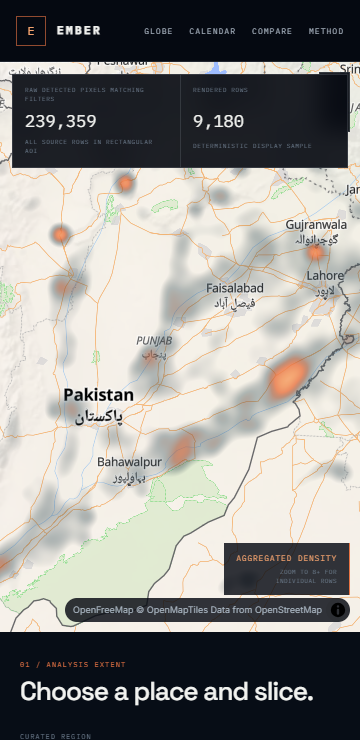 E
EMBER
GLOBE CALENDAR COMPARE METHOD
RAW DETECTED PIXELS MATCHING FILTERS
239,359
ALL SOURCE ROWS IN RECTANGULAR AOI
RENDERED ROWS
9,180
DETERMINISTIC DISPLAY SAMPLE
Gujranwala
گوجرانوالہ
Lahore
لاہور
Faisalabad
فیصل آباد
PUNJAB
پنجاب
Pakistan
پاکستان
Bahawalpur
بہاولپور
AGGREGATED DENSITY
ZOOM TO 9+ FOR
INDIVIDUAL ROWS
OpenFreeMap © OpenMapTiles Data from OpenStreetMap
01 / ANALYSIS EXTENT
Choose a place and slice.
CURATED REGION